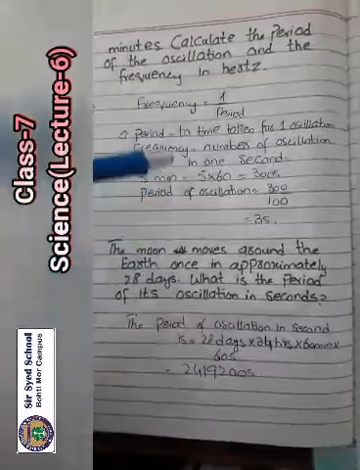 Class-7
Science(Lecture-6)
Sir Syed School
Bohti Mor Campus
minutes. Calculate the Period
of the oscillation and the
frequency in hertz.
Frequency = 1
Period
Period = In time taken for 1 oscillation
Frequency = numbers of oscillation
in one second.
5 min = 5x60 = 300s
Period of oscillation = 300
100
= 3s.
The moon moves around the
Earth once in approximately
28 days. What is the Period
of its oscillation in seconds?
The Period of oscillation in second
is = 28 days x 24 hrs x 60min x
60s
= 2419200s